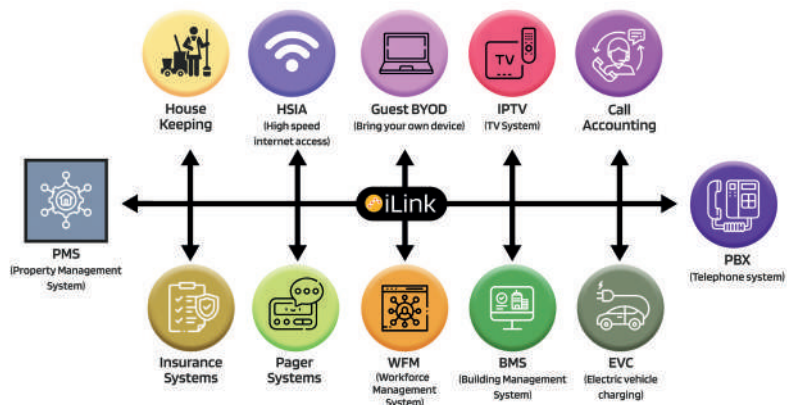 TV
House
Keeping
HSIA
(High speed
internet access)
Guest BYOD
(Bring your own device)
IPTV
(TV System)
Call
Accounting
iLink
PMS
(Property Management
System)
PBX
(Telephone system)
Insurance
Systems
Pager
Systems
WFM
(Workforce
Management
System)
BMS
(Building Management
System)
EVC
(Electric vehicle
charging)